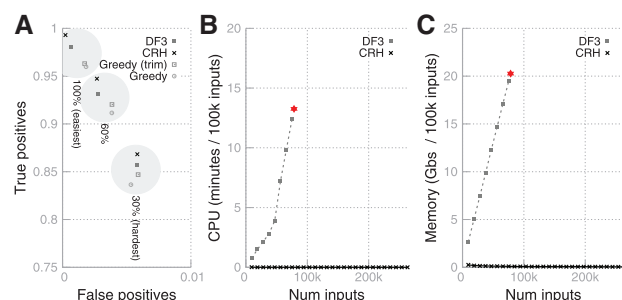 A
DF3
CRH
Greedy (trim)
Greedy
1
0.95
0.9
0.85
0.8
0.75
0
0.01
True positives
False positives
100% (easiest)
60%
30% (hardest)
B
DF3
CRH
20
15
10
5
0
0
100k
200k
CPU (minutes / 100k inputs)
Num inputs
C
DF3
CRH
25
20
15
10
5
0
0
100k
200k
Memory (Gbs / 100k inputs)
Num inputs